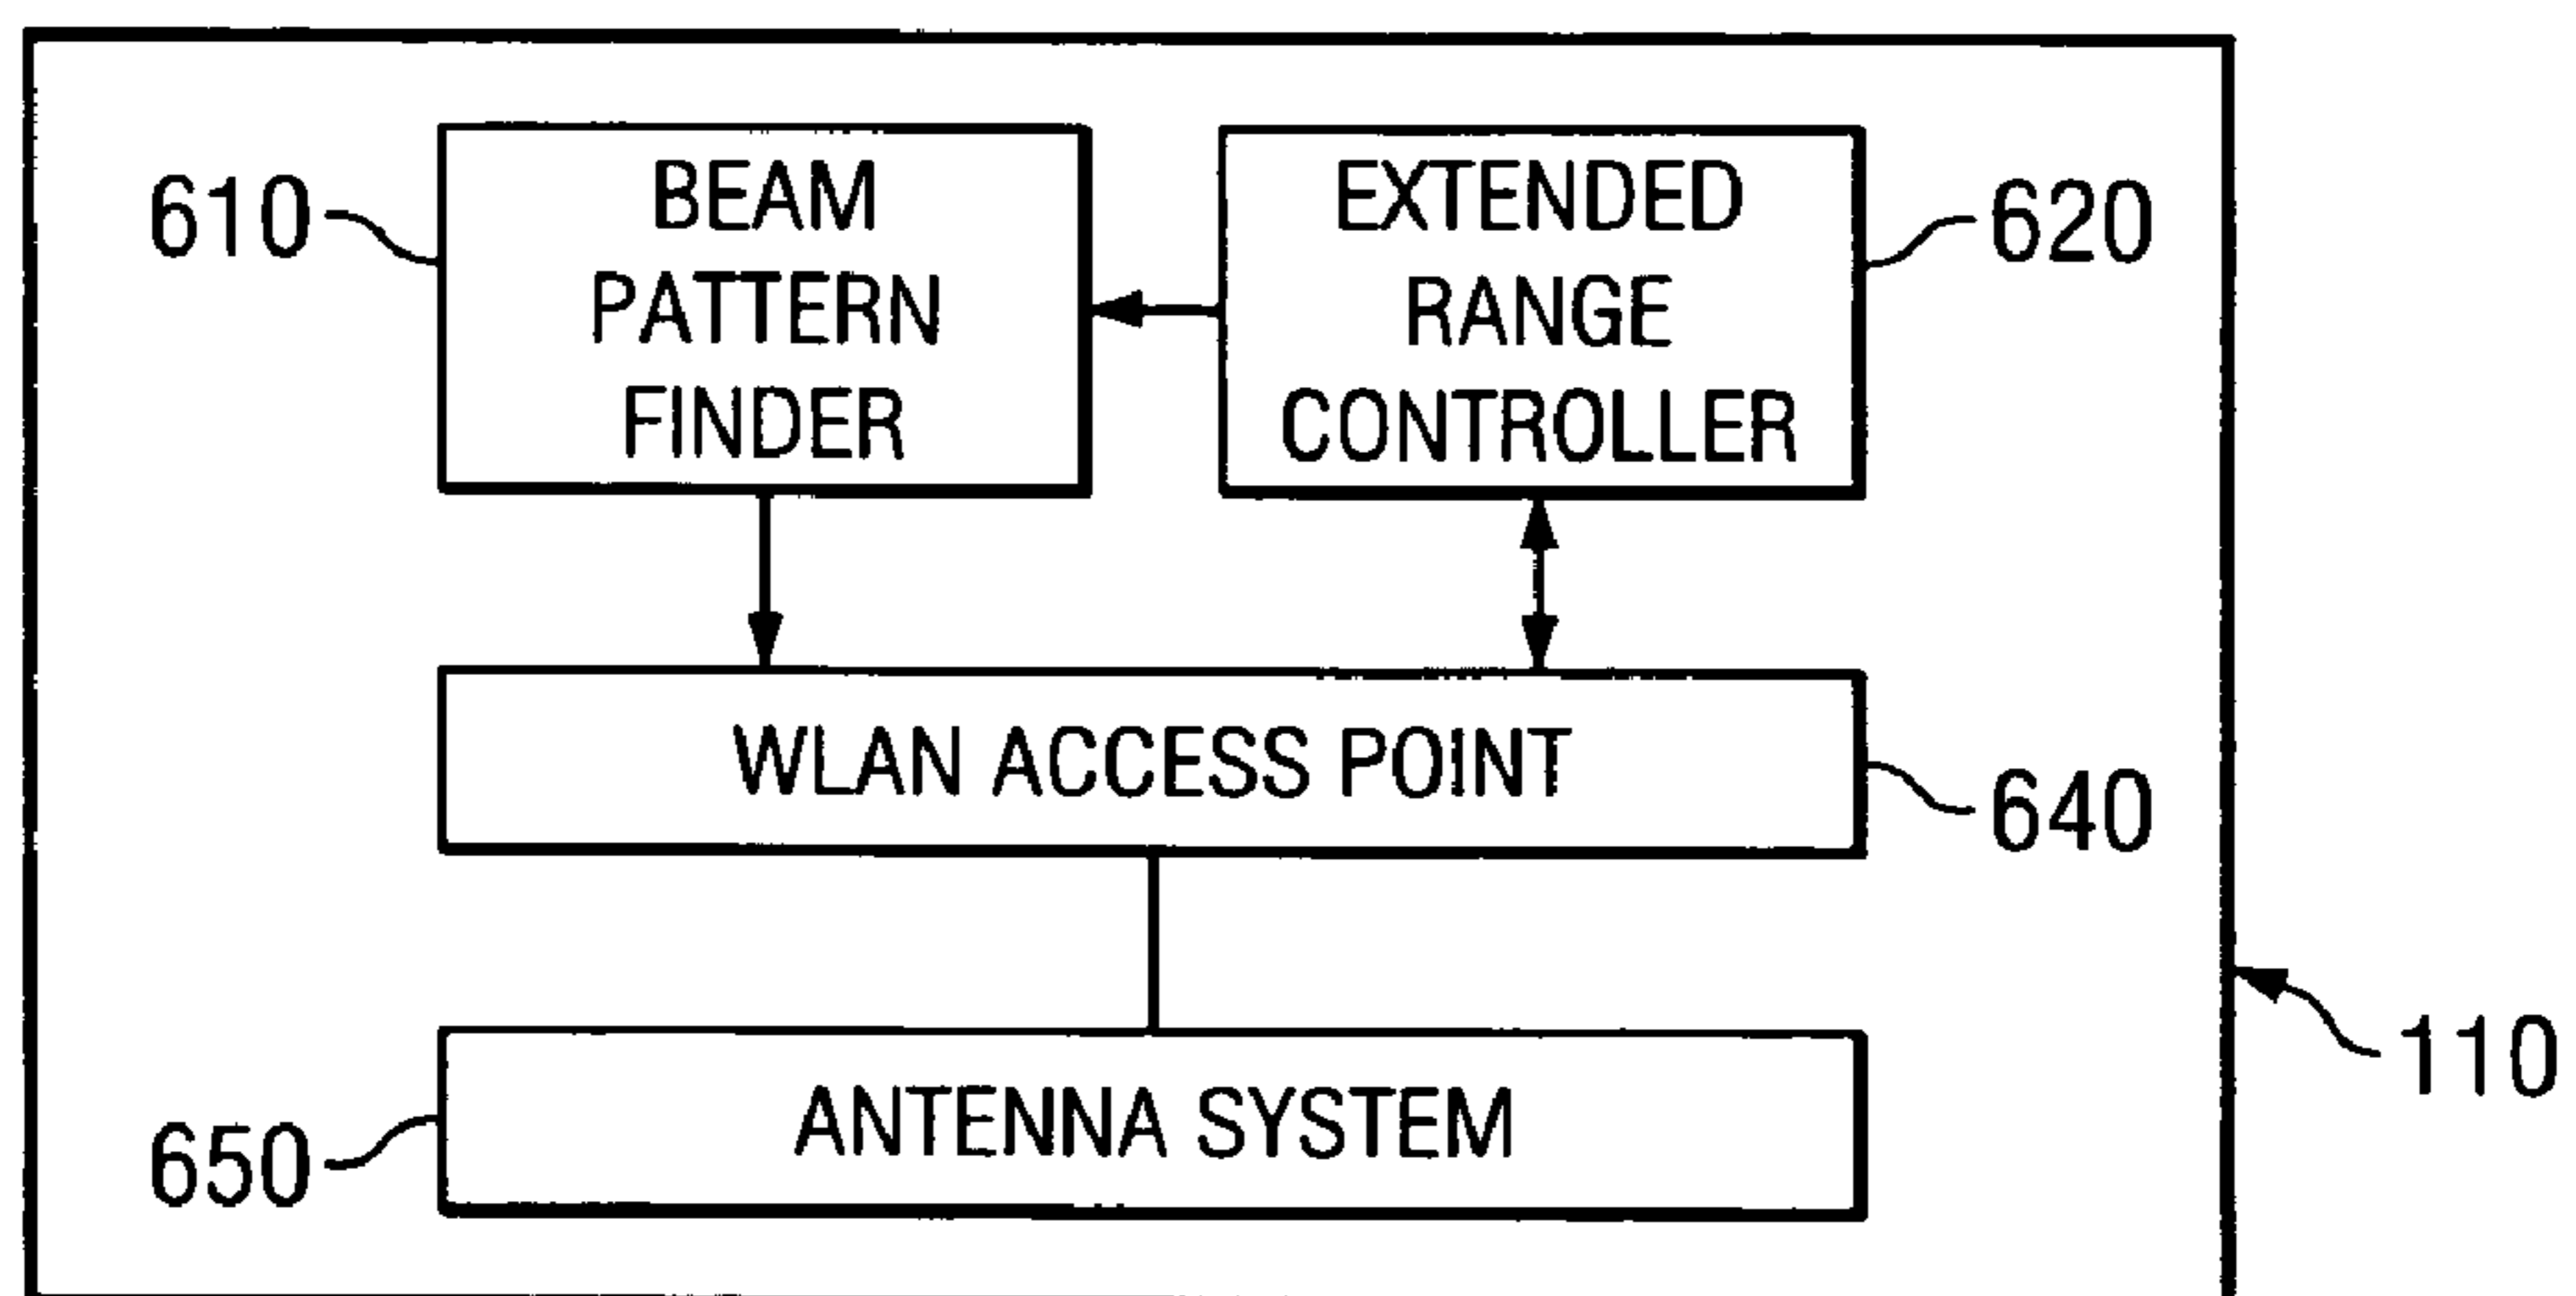 610
BEAM
PATTERN
FINDER
EXTENDED
RANGE
CONTROLLER
620
WLAN ACCESS POINT
640
650
ANTENNA SYSTEM
110